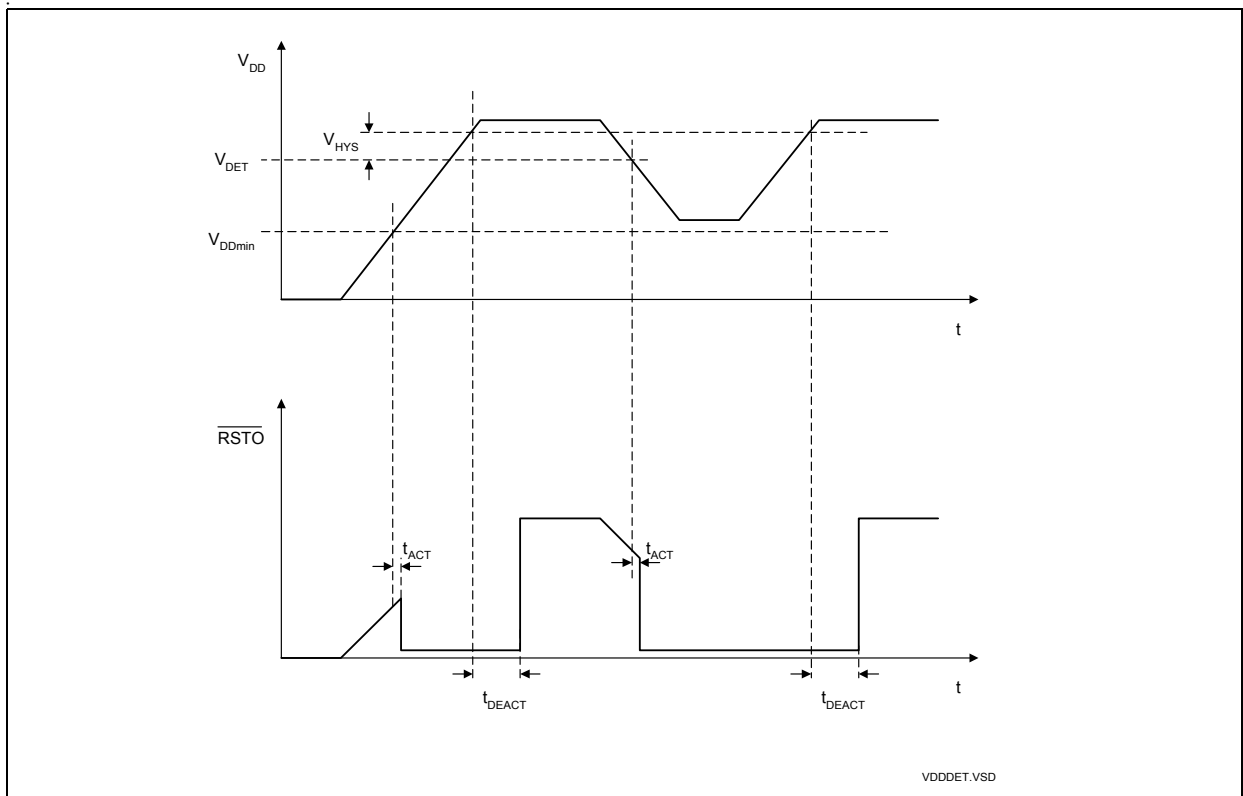 .
V_DD
V_HYS
V_DET
V_DDmin
t
RSTO
t_ACT
t_ACT
t
t_DEACT
t_DEACT
VDDDET.VSD